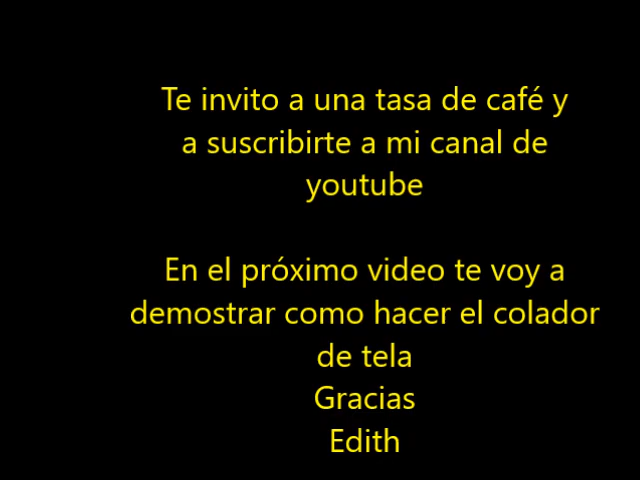 Te invito a una tasa de café y
a suscribirte a mi canal de
youtube
En el próximo video te voy a
demostrar como hacer el colador
de tela
Gracias
Edith